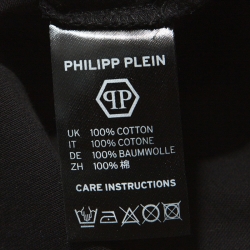 PHILIPP PLEIN
PP
UK 100% COTTON
IT 100% COTONE
DE 100% BAUMWOLLE
ZH 100% 棉
CARE INSTRUCTIONS